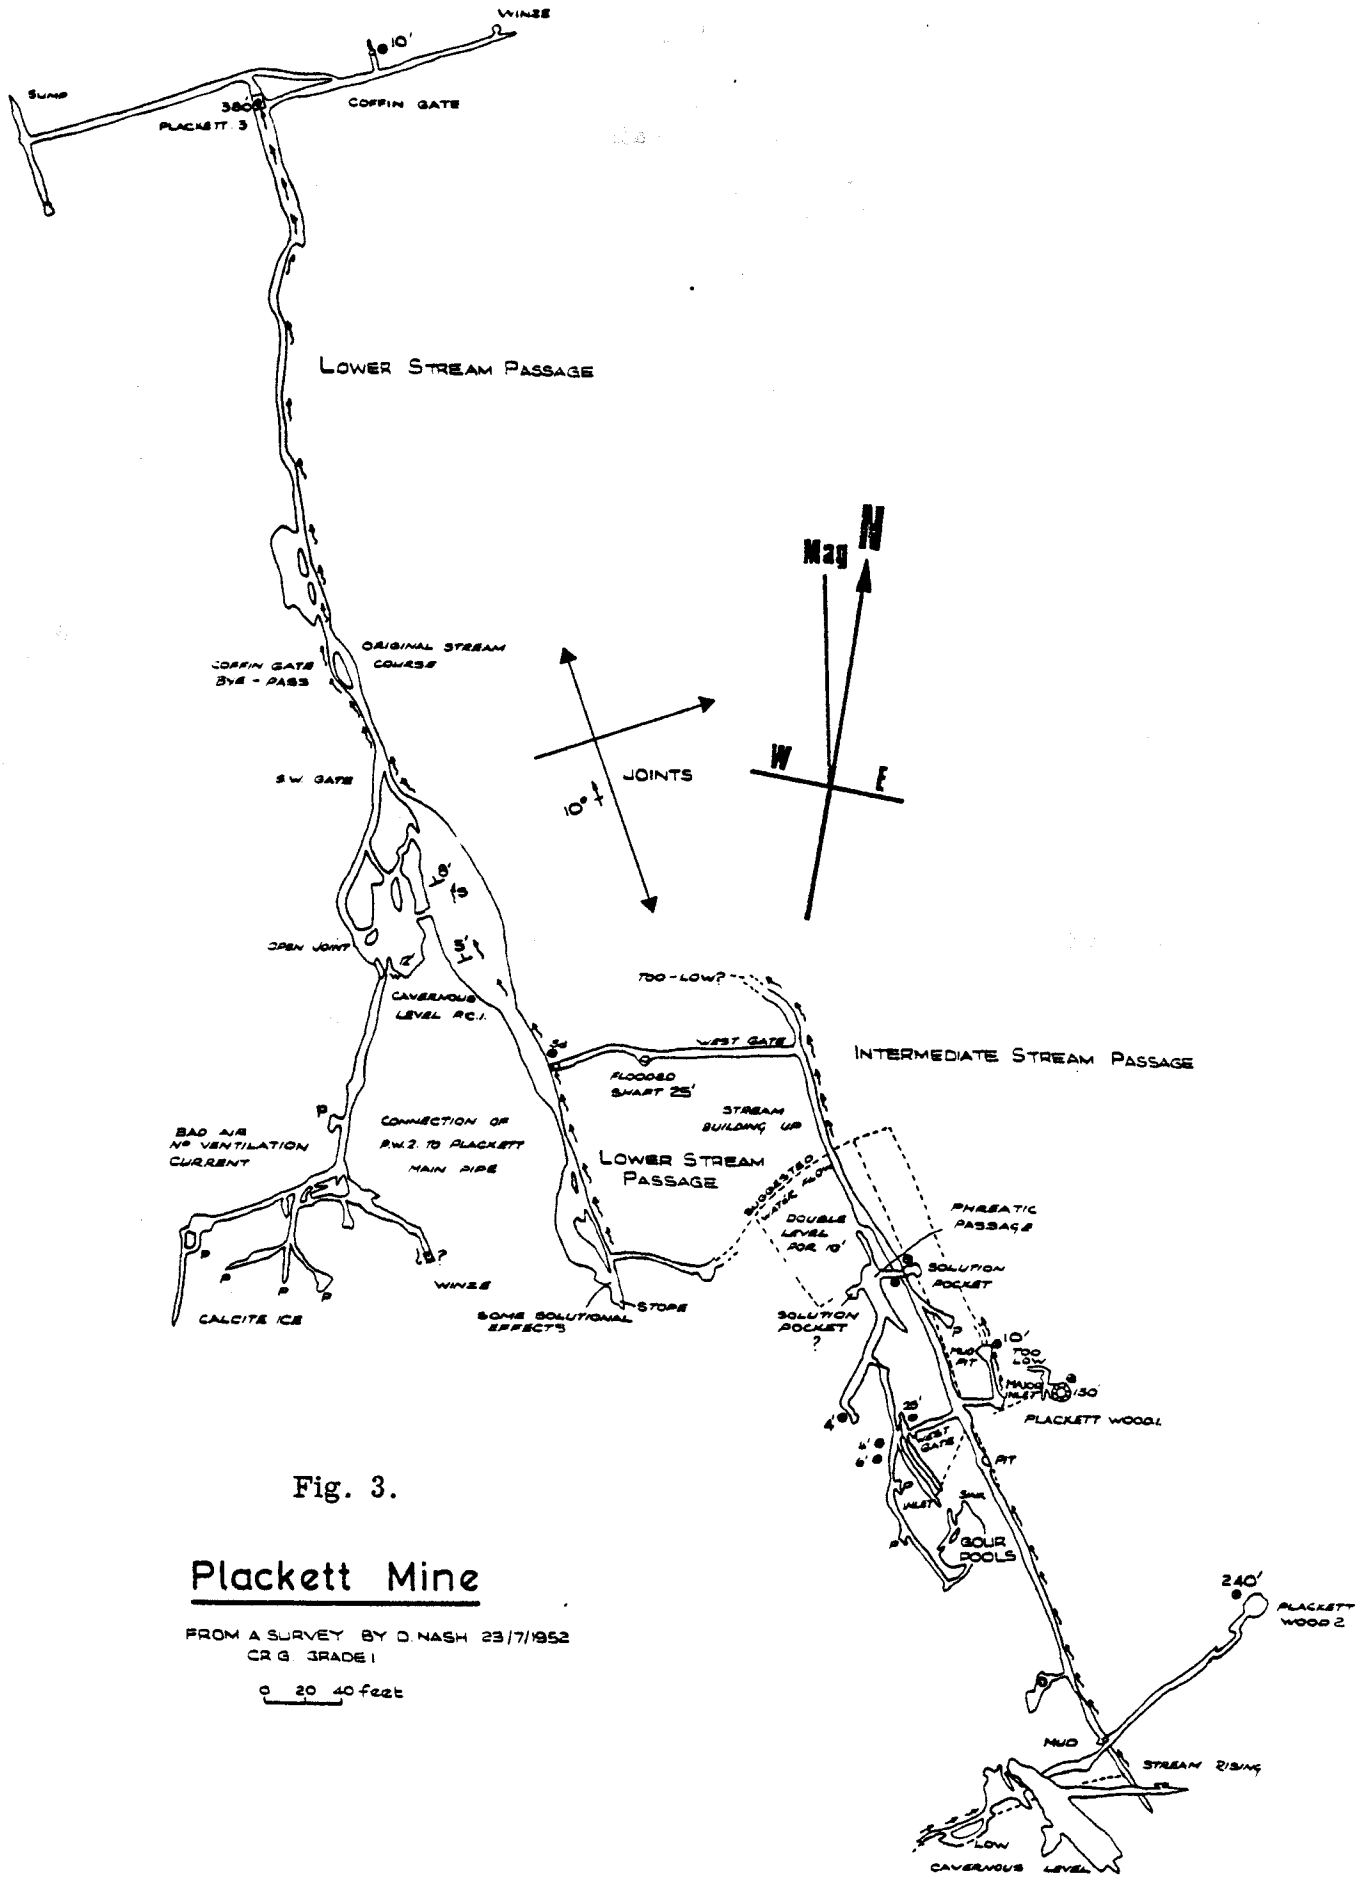 WINZE
10'
SUMP
380'
COFFIN GATE
PLACKETT. 3
LOWER STREAM PASSAGE
Mag N
W E
ORIGINAL STREAM
COURSE
COFFIN GATE
BYE - PASS
JOINTS
10°
S.W. GATE
8'
S
5'
OPEN JOINT
12'
CAVERNOUS
LEVEL P.C.1.
TOO-LOW?
WEST GATE
INTERMEDIATE STREAM PASSAGE
FLOODED
SHAFT 25'
STREAM
BUILDING UP
P
BAD AIR
NO VENTILATION
CURRENT
CONNECTION OF
P.W.2. TO PLACKETT
MAIN PIPE
LOWER STREAM
PASSAGE
SUGGESTED
WATER FLOW
DOUBLE
LEVEL
FOR 10'
PHREATIC
PASSAGE
SOLUTION
POCKET
P
P
P
P
?
WINZE
CALCITE ICE
STOPE
SOME SOLUTIONAL
EFFECTS
SOLUTION
POCKET
?
P
MUD
PIT
10'
TOO
LOW
MAJOR
INLET
150'
PLACKETT WOOD.1.
4'
25'
WEST
GATE
4'
6'
PIT
P
INLET
SINK
P
GOUR
POOLS
Fig. 3.
Plackett Mine
FROM A SURVEY BY D. NASH 23/7/1952
CRG. GRADE 1
0 20 40 feet
240'
PLACKETT
WOOD 2
MUD
STREAM RISING
LOW
CAVERNOUS LEVEL